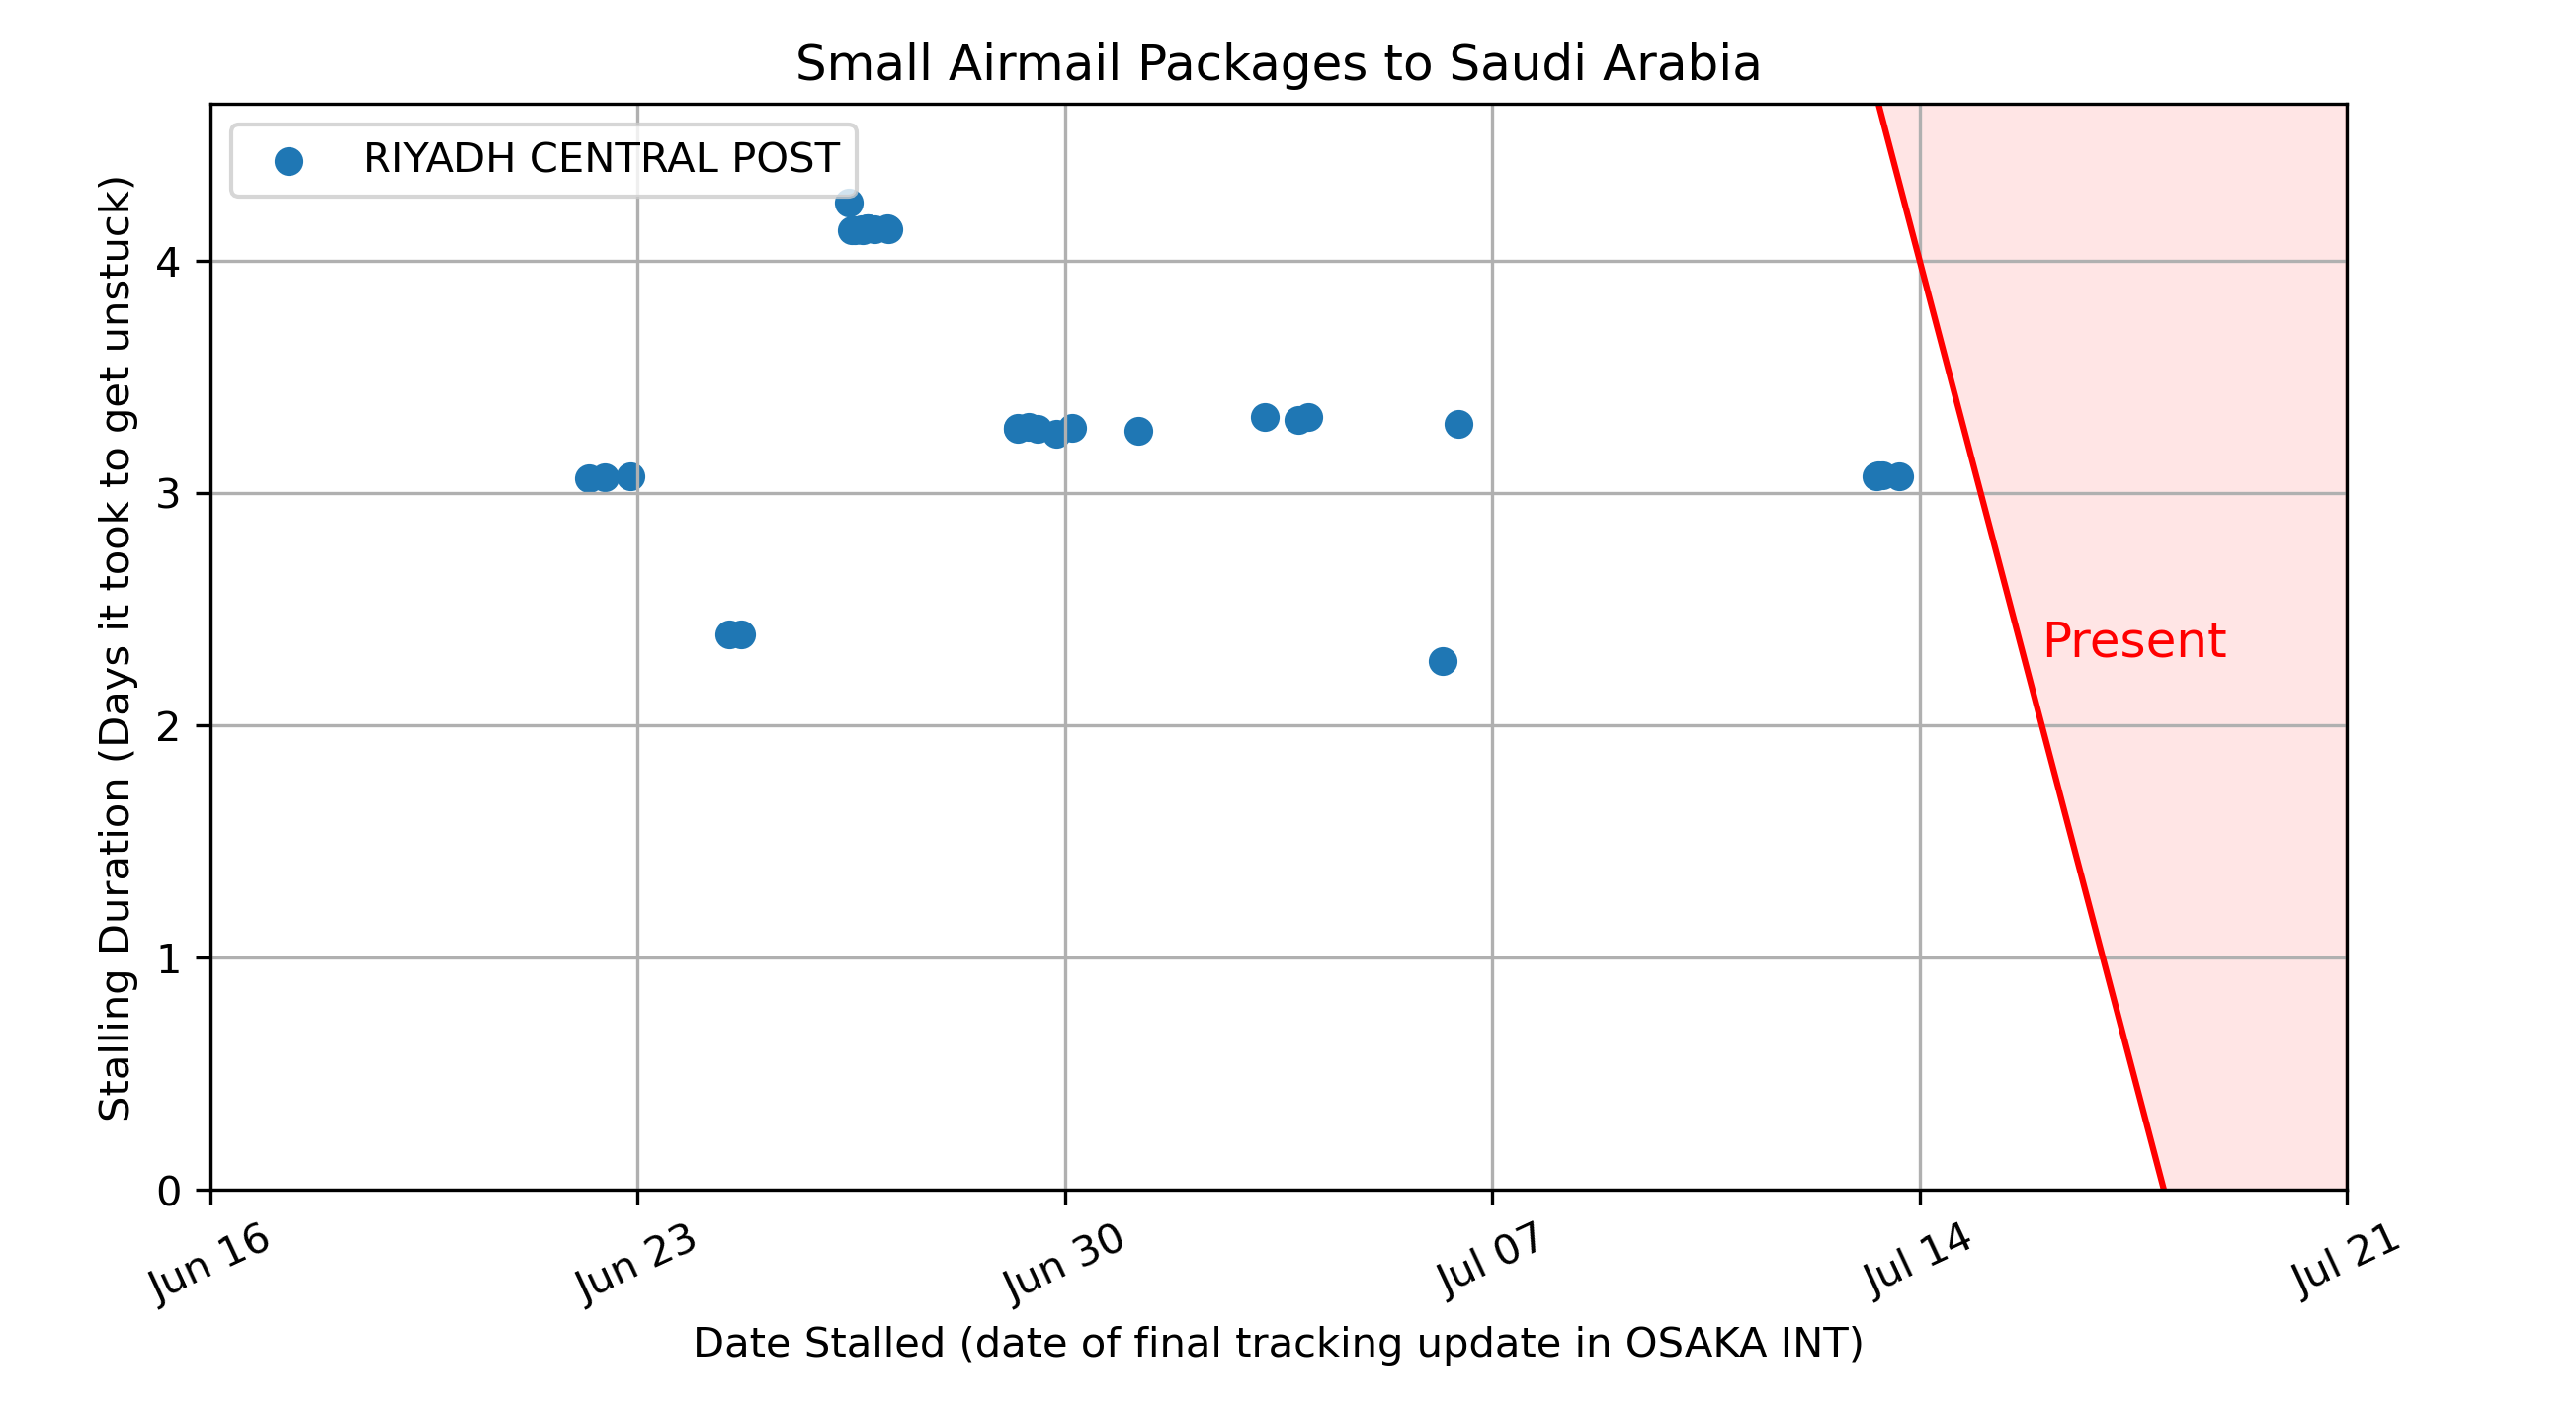 Small Airmail Packages to Saudi Arabia
RIYADH CENTRAL POST
Stalling Duration (Days it took to get unstuck)
4
3
2
1
0
Present
Jun 16
Jun 23
Jun 30
Jul 07
Jul 14
Jul 21
Date Stalled (date of final tracking update in OSAKA INT)